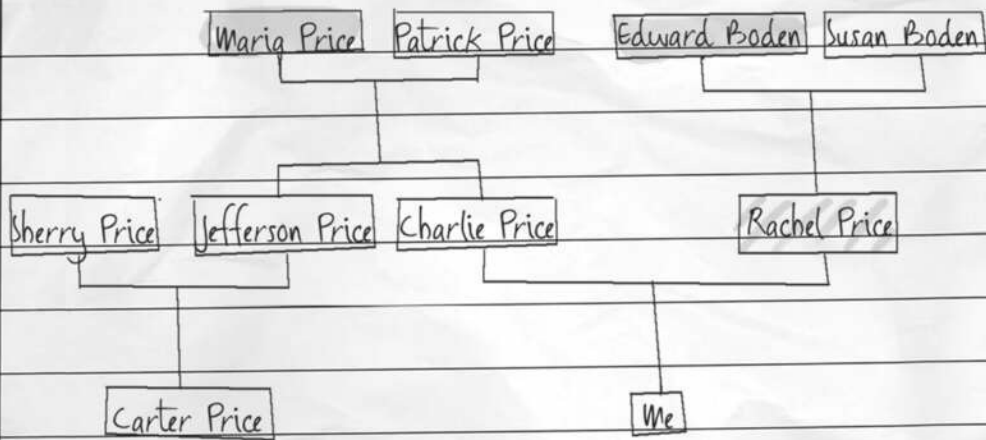 Maria Price Patrick Price Edward Boden Susan Boden
Sherry Price Jefferson Price Charlie Price Rachel Price
Carter Price Me